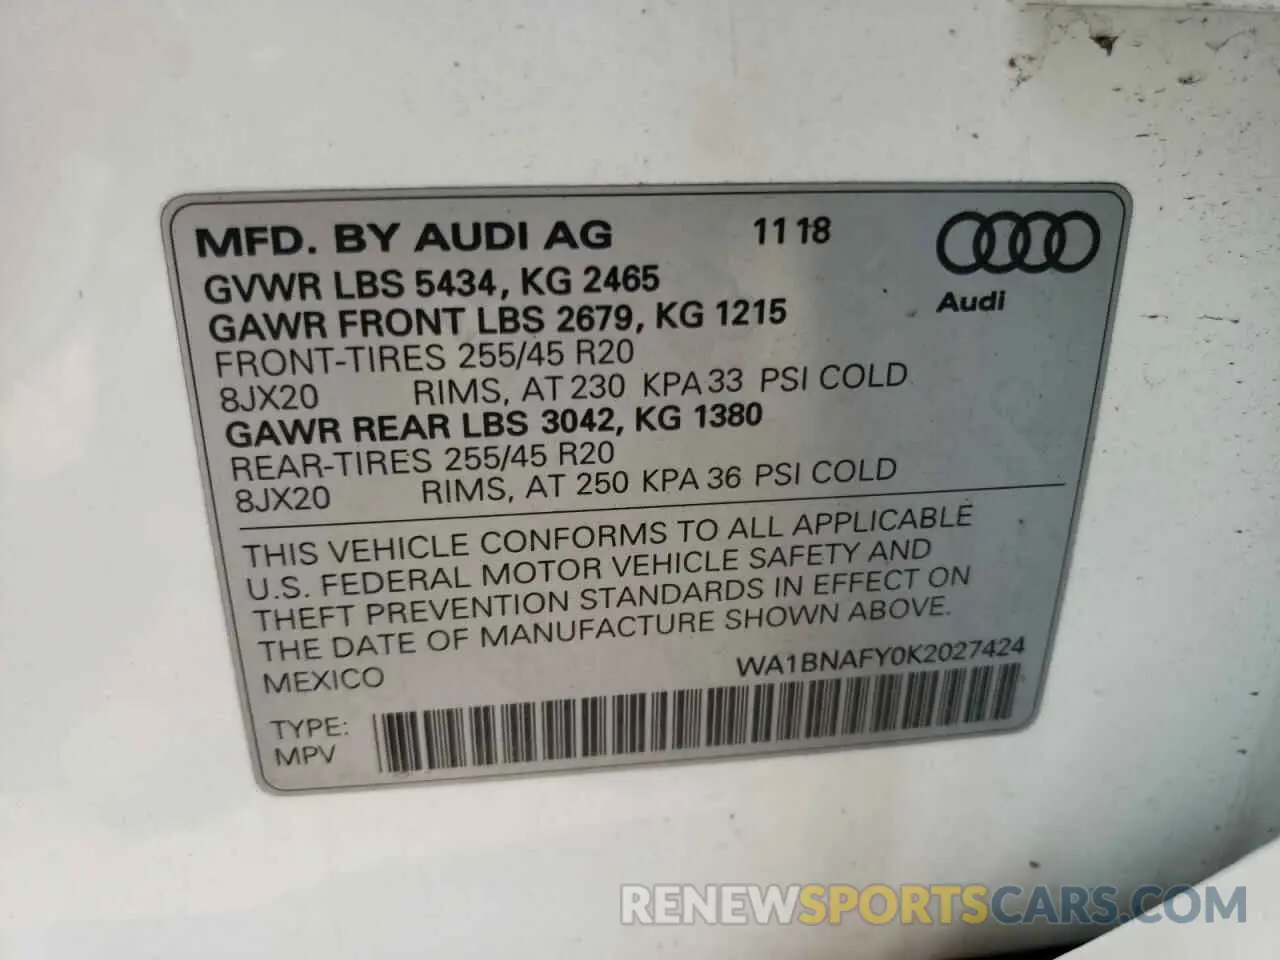 MFD. BY AUDI AG 11 18
Audi
GVWR LBS 5434, KG 2465
GAWR FRONT LBS 2679, KG 1215
FRONT-TIRES 255/45 R20
8JX20 RIMS, AT 230 KPA 33 PSI COLD
GAWR REAR LBS 3042, KG 1380
REAR-TIRES 255/45 R20
8JX20 RIMS, AT 250 KPA 36 PSI COLD
THIS VEHICLE CONFORMS TO ALL APPLICABLE
U.S. FEDERAL MOTOR VEHICLE SAFETY AND
THEFT PREVENTION STANDARDS IN EFFECT ON
THE DATE OF MANUFACTURE SHOWN ABOVE.
MEXICO WA1BNAFY0K2027424
TYPE:
MPV
RENEWSPORTSCARS.COM